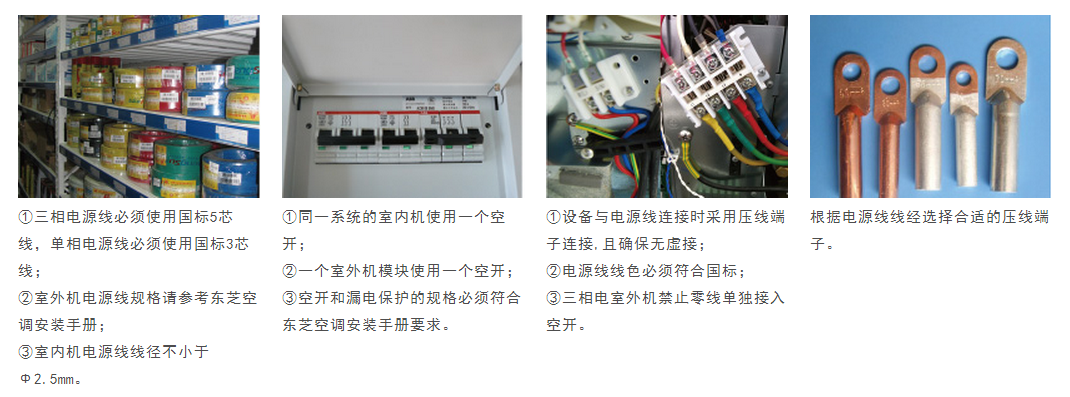 ①三相电源线必须使用国标5芯
线，单相电源线必须使用国标3芯
线；
②室外机电源线规格请参考东芝空
调安装手册；
③室内机电源线线径不小于
Φ2.5mm。
①同一系统的室内机使用一个空
开；
②一个室外机模块使用一个空开；
③空开和漏电保护的规格必须符合
东芝空调安装手册要求。
①设备与电源线连接时采用压线端
子连接,且确保无虚接；
②电源线线色必须符合国标；
③三相电室外机禁止零线单独接入
空开。
根据电源线线经选择合适的压线端
子。